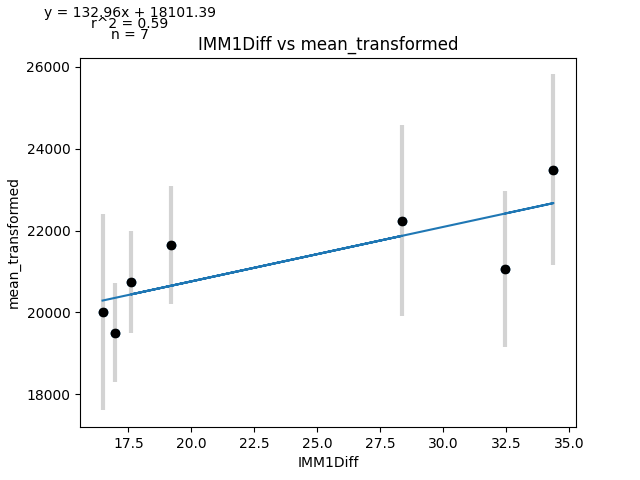 y = 132.96x + 18101.39
r^2 = 0.59
n = 7
IMM1Diff vs mean_transformed
26000
24000
22000
20000
18000
mean_transformed
17.5 20.0 22.5 25.0 27.5 30.0 32.5 35.0
IMM1Diff